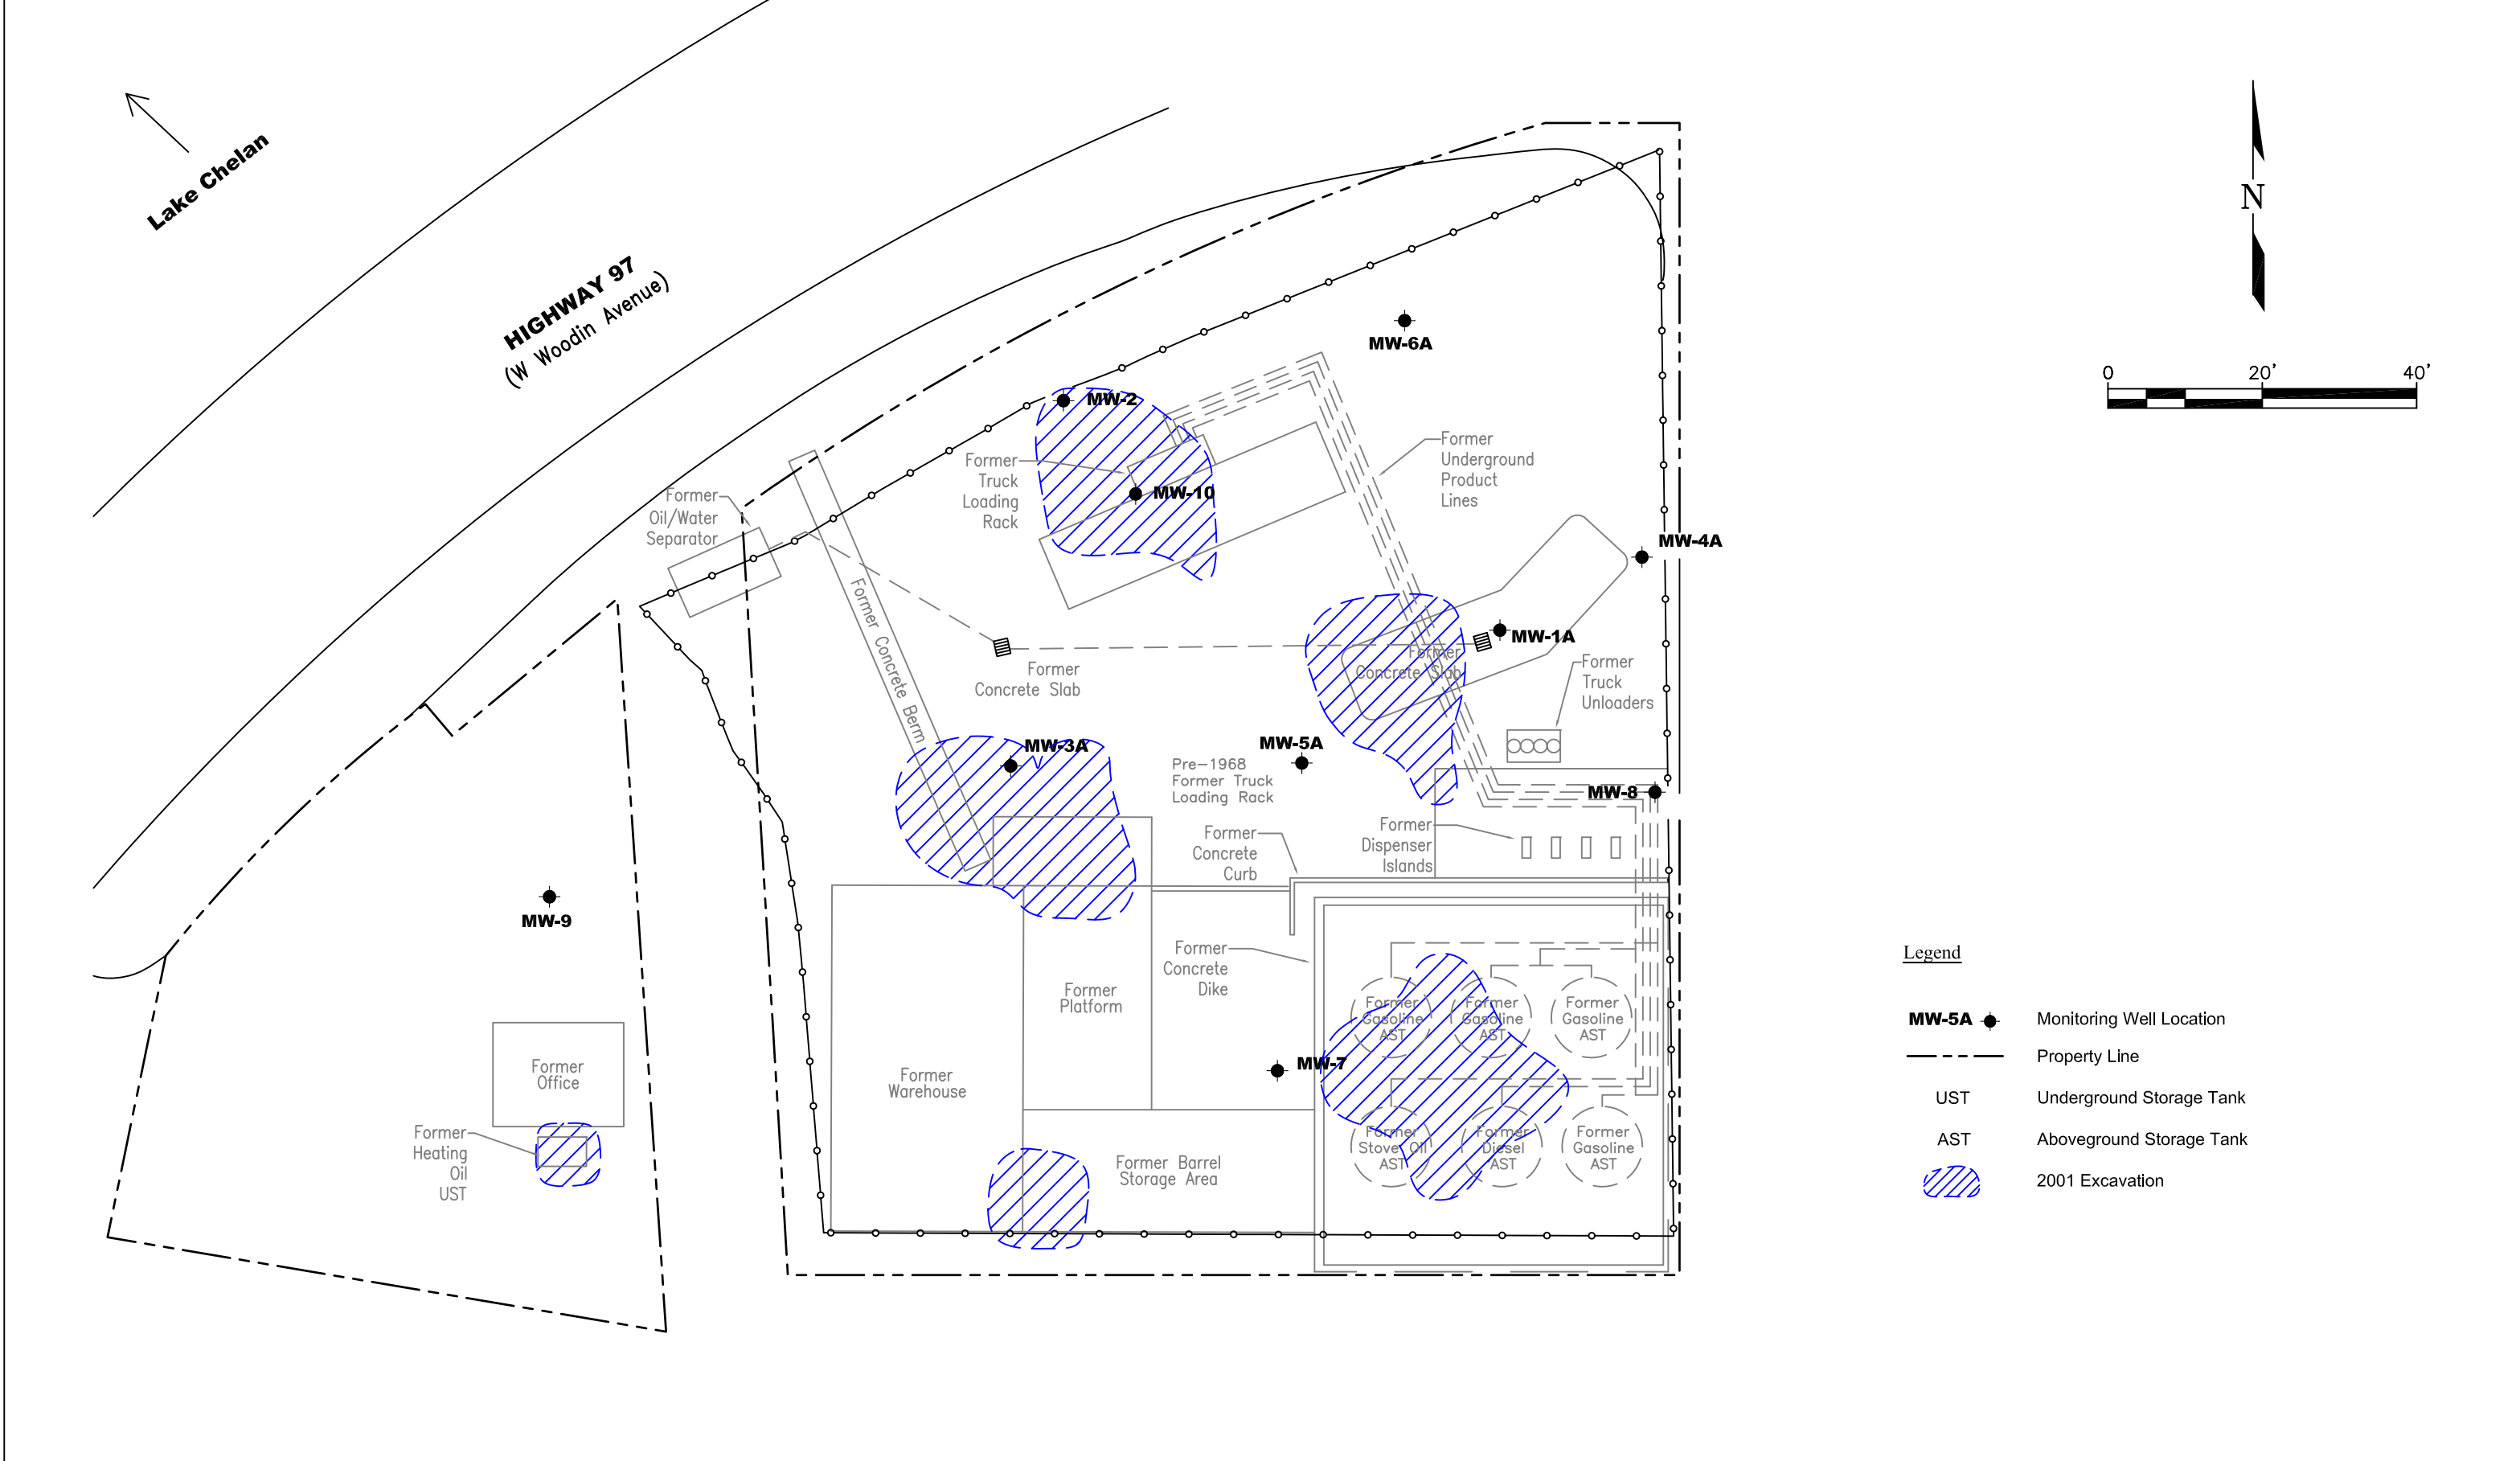 Lake Chelan
HIGHWAY 97
(W Woodin Avenue)
N
0 20' 40'
MW-6A
MW-2
Former
Truck
Loading
Rack
MW-10
Former
Underground
Product
Lines
Former
Oil/Water
Separator
MW-4A
Former Concrete Berm
MW-1A
Former
Concrete Slab
Former
Concrete Slab
Former
Truck
Unloaders
MW-3A
MW-5A
Pre-1968
Former Truck
Loading Rack
MW-8
Former
Dispenser
Islands
Former
Concrete
Curb
MW-9
Former
Concrete
Dike
Former
Platform
Former
Gasoline
AST
Former
Gasoline
AST
Former
Gasoline
AST
Former
Office
Former
Warehouse
MW-7
Former
Heating
Oil
UST
Former Barrel
Storage Area
Former
Stove Oil
AST
Former
Diesel
AST
Former
Gasoline
AST
Legend
MW-5A Monitoring Well Location
Property Line
UST Underground Storage Tank
AST Aboveground Storage Tank
2001 Excavation